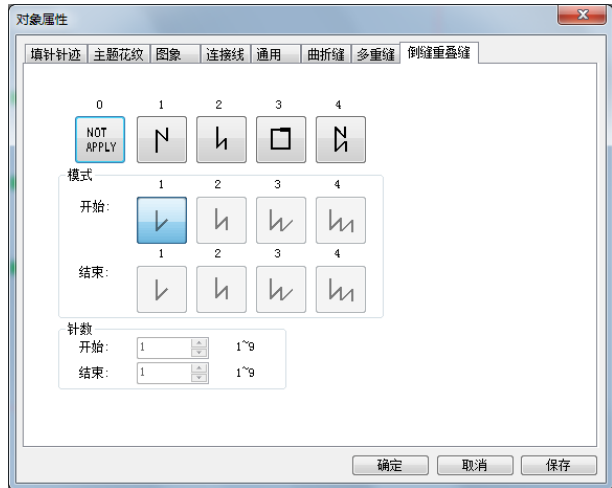 对象属性
填针针迹 主题花纹 图象 连接线 通用 曲折缝 多重缝 倒缝重叠缝
0 1 2 3 4
NOT
APPLY
模式
1 2 3 4
开始:
1 2 3 4
结束:
针数
开始: 1 1~9
结束: 1 1~9
确定 取消 保存